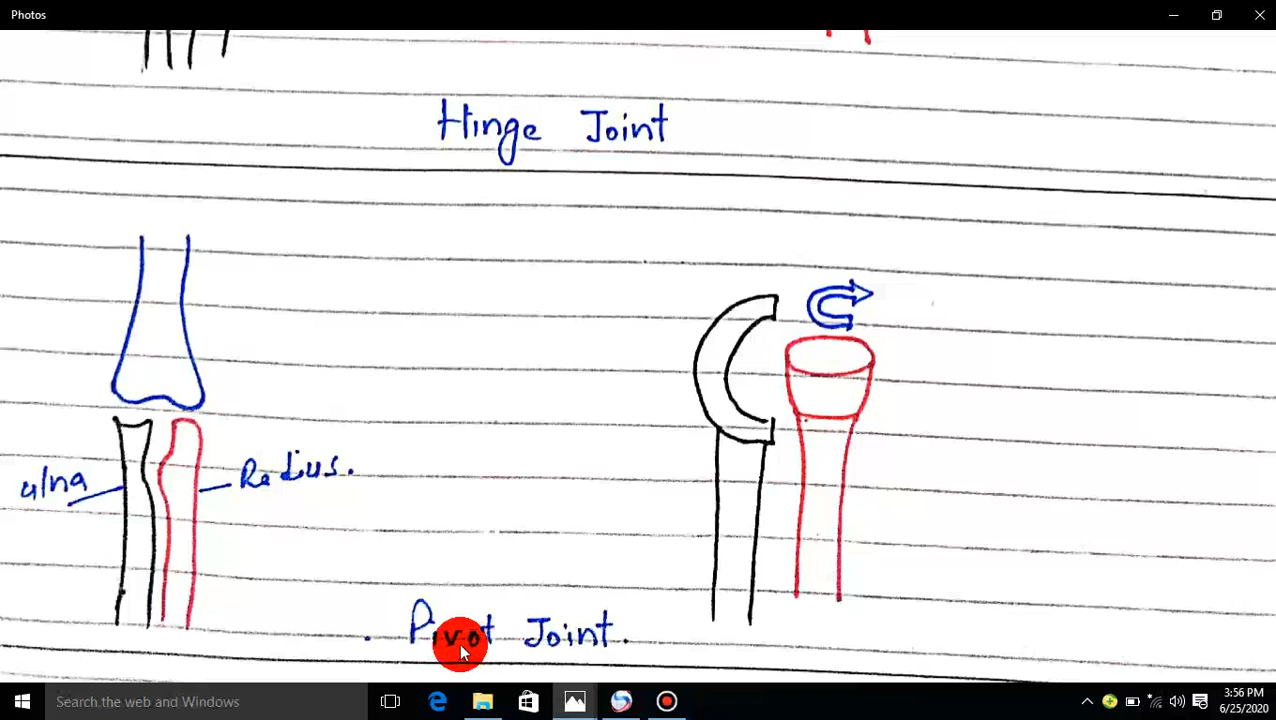 Photos
Hinge Joint
ulna
Radius.
Pivot Joint.
Search the web and Windows
3:56 PM
6/25/2020